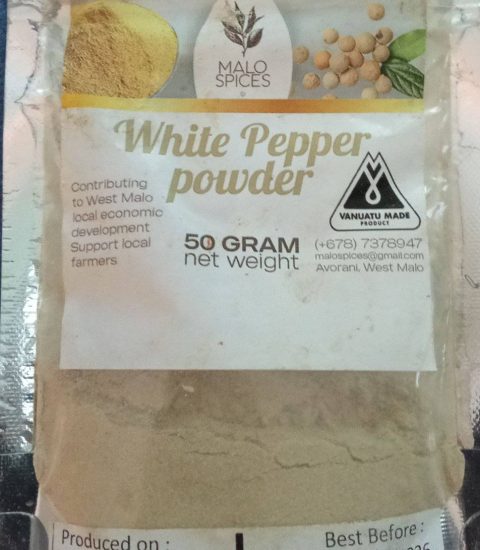 MALO
SPICES
White Pepper
powder
Contributing
to West Malo
local economic
development
Support local
farmers
50 GRAM
net weight
VANUATU MADE
PRODUCT
(+678) 7378947
malospices@gmail.com
Avorani, West Malo
Produced on :
Best Before :